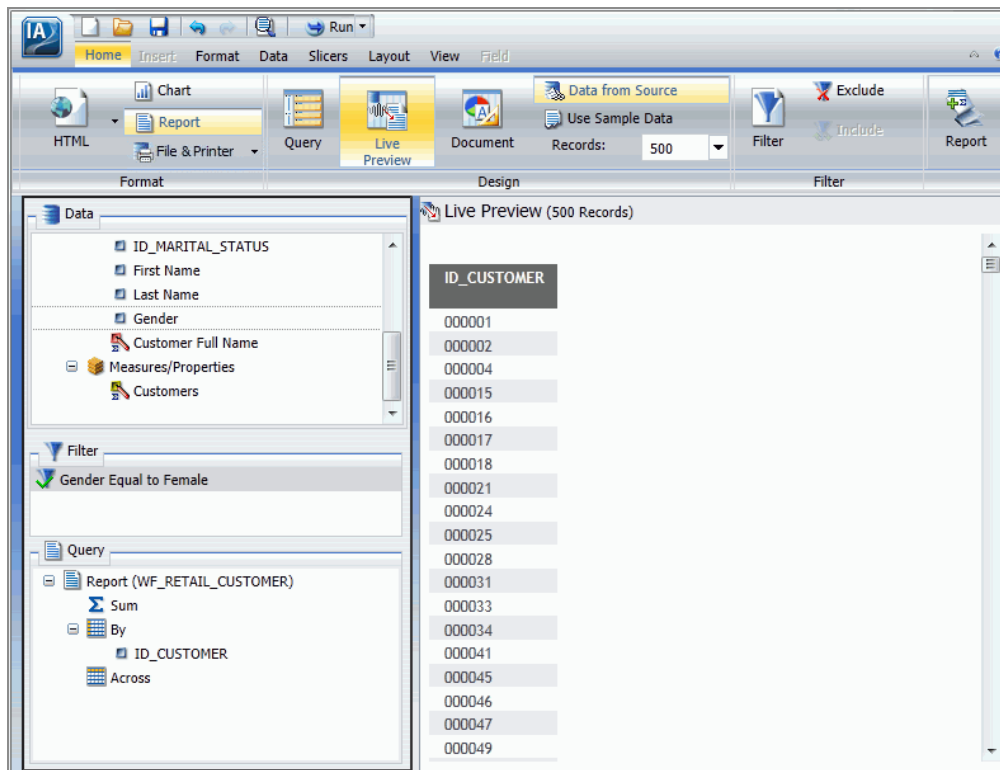 IA
Run
Home Insert Format Data Slicers Layout View Field
Chart
Report
File & Printer
HTML
Format
Query
Live
Preview
Document
Data from Source
Use Sample Data
Records: 500
Design
Filter
Exclude
Include
Filter
Report
Data
ID_MARITAL_STATUS
First Name
Last Name
Gender
Customer Full Name
Measures/Properties
Customers
Filter
Gender Equal to Female
Query
Report (WF_RETAIL_CUSTOMER)
Sum
By
ID_CUSTOMER
Across
Live Preview (500 Records)
ID_CUSTOMER
000001
000002
000004
000015
000016
000017
000018
000021
000024
000025
000028
000031
000033
000034
000041
000045
000046
000047
000049